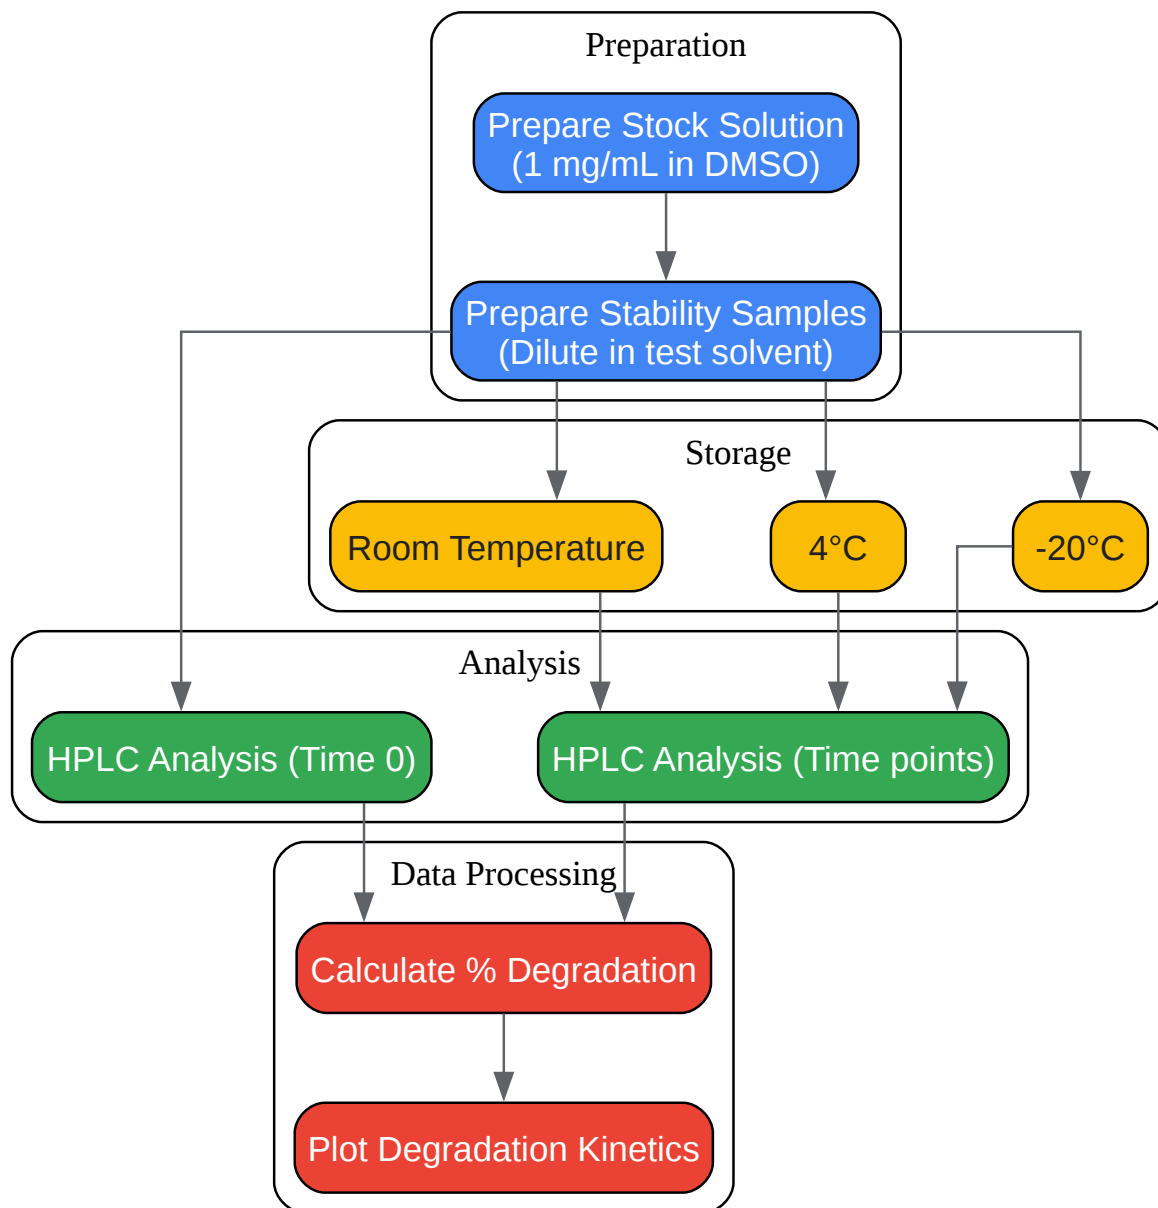 Preparation
Prepare Stock Solution
(1 mg/mL in DMSO)
Prepare Stability Samples
(Dilute in test solvent)
Storage
Room Temperature
4°C
-20°C
Analysis
HPLC Analysis (Time 0)
HPLC Analysis (Time points)
Data Processing
Calculate % Degradation
Plot Degradation Kinetics